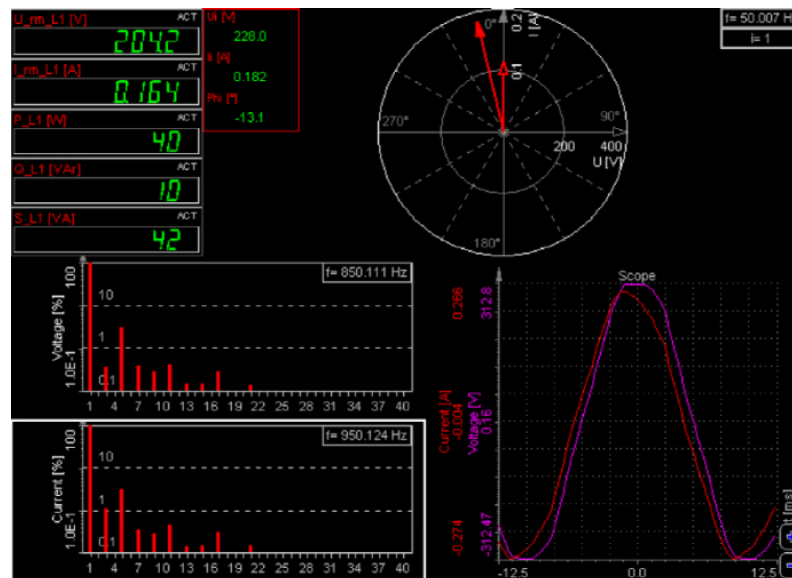 U_rm_L1 [V] ACT
204.2
I_rm_L1 [A] ACT
0.164
P_L1 [W] ACT
40
Q_L1 [VAr] ACT
10
S_L1 [VA] ACT
4.2
Ui [V]
228.0
Ii [A]
0.182
Phi [°]
-13.1
0°
90°
180°
270°
0.2
I [A]
0.1
200 400
U [V]
f= 50.007 H
i= 1
f= 850.111 Hz
Voltage [%]
100
10
1
0.1
1.0E-1
1 4 7 10 13 16 19 22 25 28 31 34 37 40
f= 950.124 Hz
Current [%]
100
10
1
0.1
1.0E-1
1 4 7 10 13 16 19 22 25 28 31 34 37 40
Scope
Current [A]
0.266
-0.004
-0.274
Voltage [V]
312.8
0.16
-312.47
-12.5 0.0 12.5
t [ms]